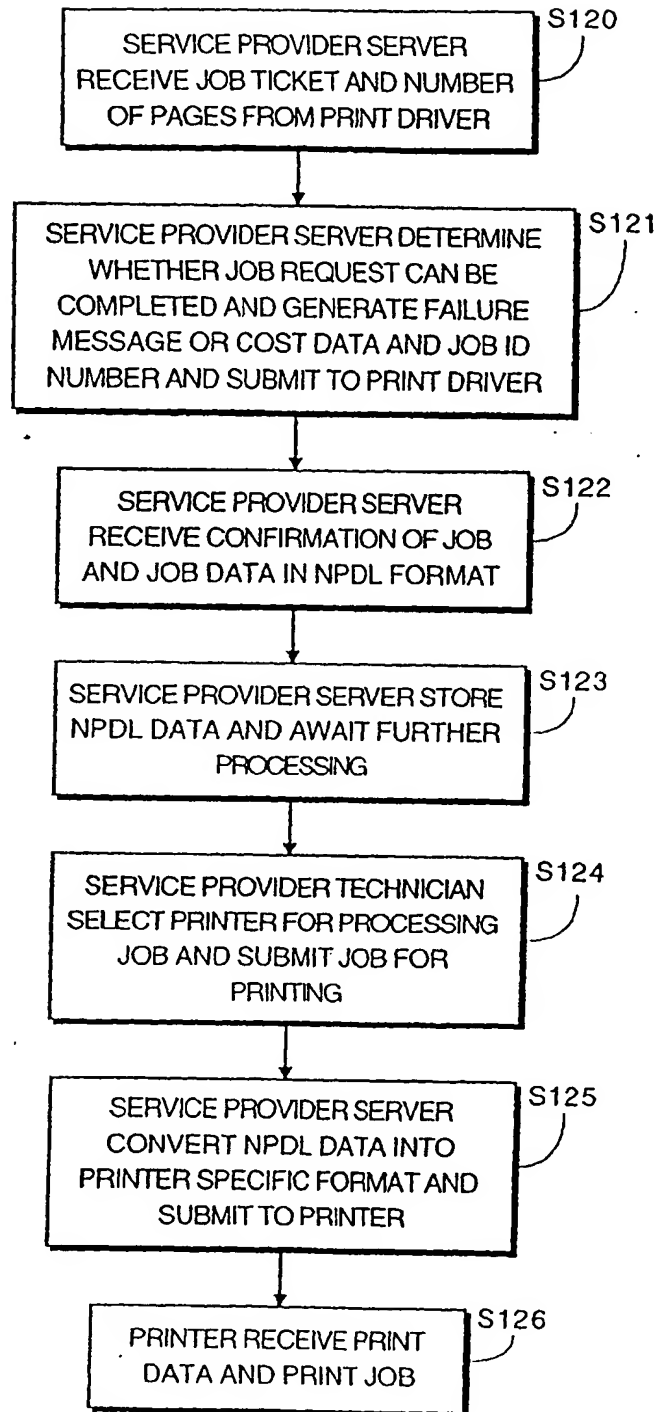 S120
SERVICE PROVIDER SERVER
RECEIVE JOB TICKET AND NUMBER
OF PAGES FROM PRINT DRIVER
S121
SERVICE PROVIDER SERVER DETERMINE
WHETHER JOB REQUEST CAN BE
COMPLETED AND GENERATE FAILURE
MESSAGE OR COST DATA AND JOB ID
NUMBER AND SUBMIT TO PRINT DRIVER
S122
SERVICE PROVIDER SERVER
RECEIVE CONFIRMATION OF JOB
AND JOB DATA IN NPDL FORMAT
S123
SERVICE PROVIDER SERVER STORE
NPDL DATA AND AWAIT FURTHER
PROCESSING
S124
SERVICE PROVIDER TECHNICIAN
SELECT PRINTER FOR PROCESSING
JOB AND SUBMIT JOB FOR
PRINTING
S125
SERVICE PROVIDER SERVER
CONVERT NPDL DATA INTO
PRINTER SPECIFIC FORMAT AND
SUBMIT TO PRINTER
S126
PRINTER RECEIVE PRINT
DATA AND PRINT JOB